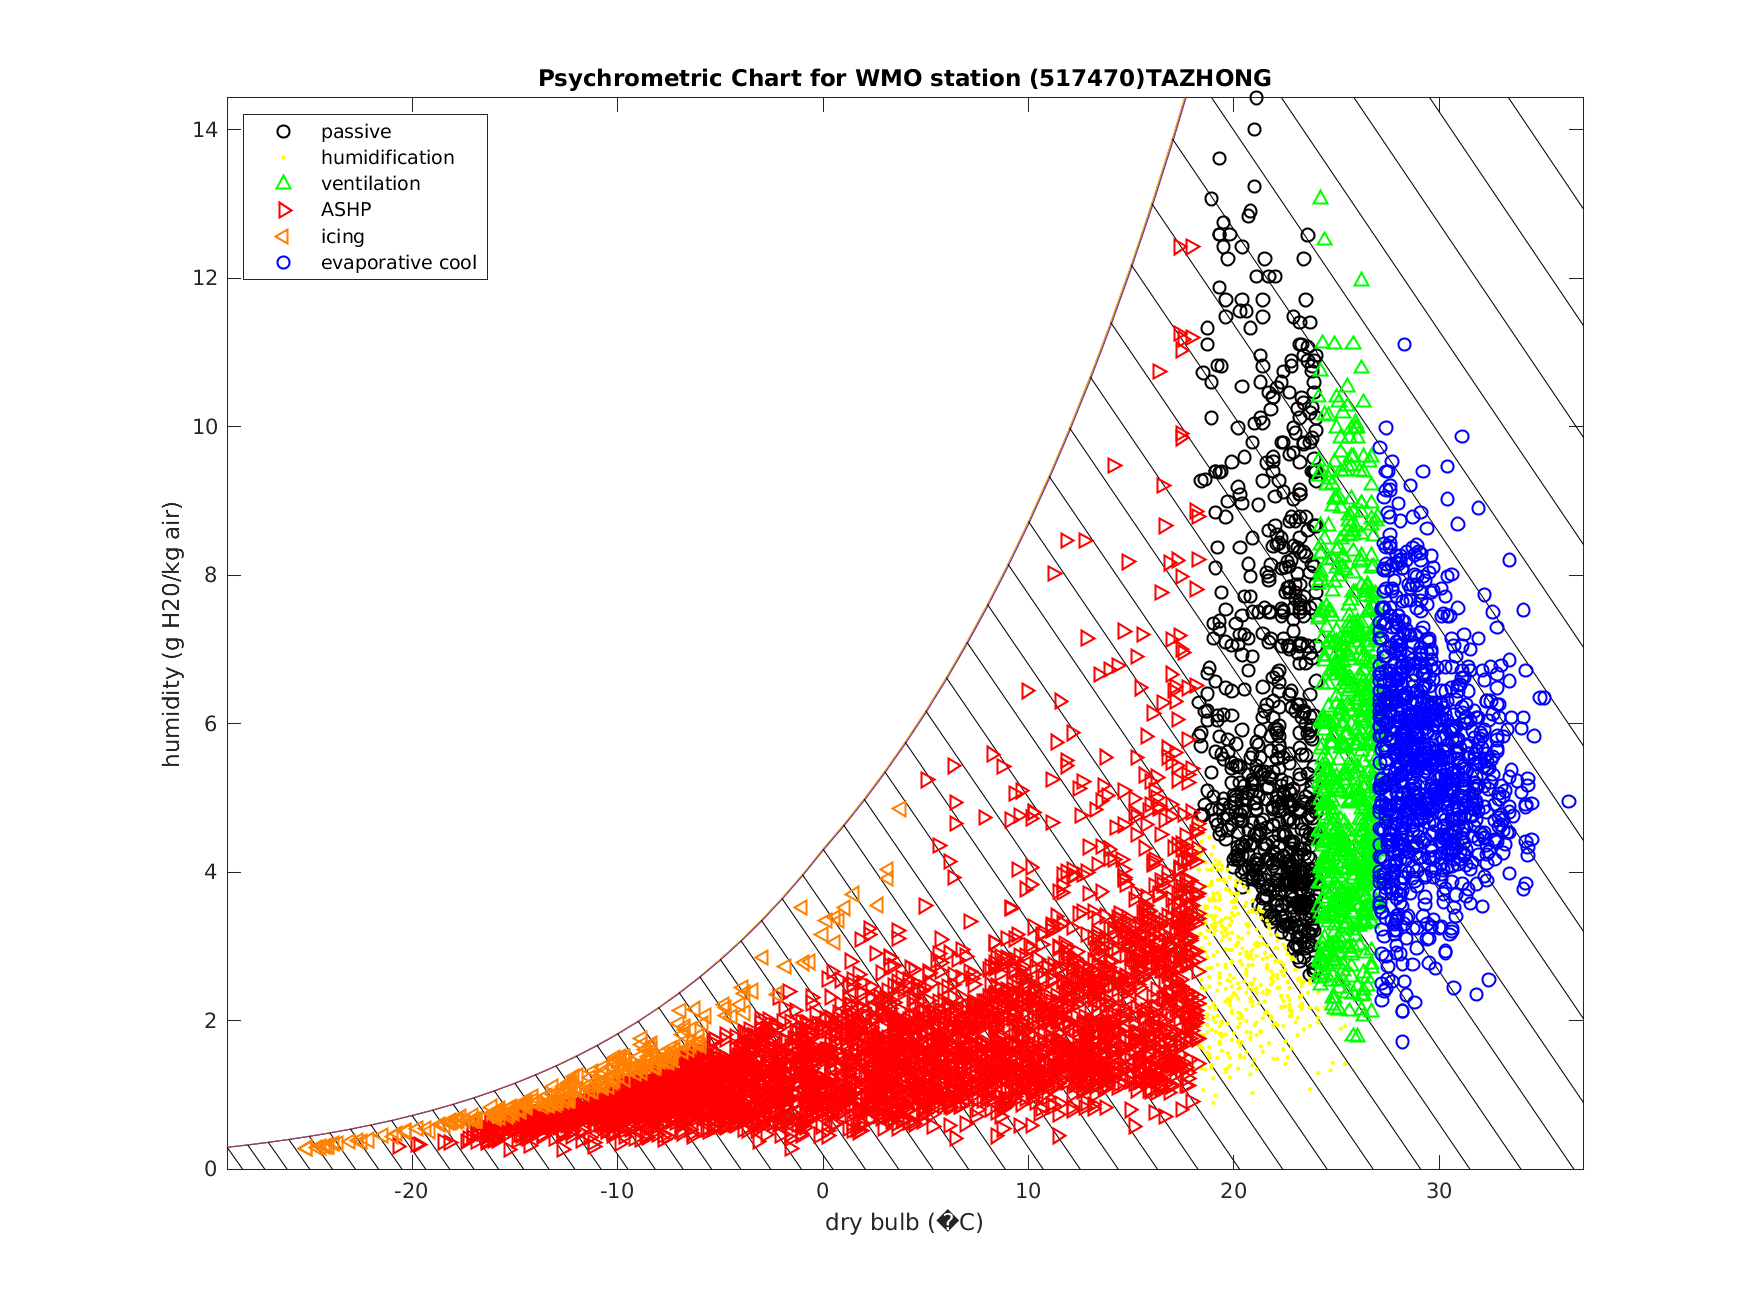 Psychrometric Chart for WMO station (517470)TAZHONG
passive
humidification
ventilation
ASHP
icing
evaporative cool
humidity (g H20/kg air)
14
12
10
8
6
4
2
0
-20 -10 0 10 20 30
dry bulb (�C)